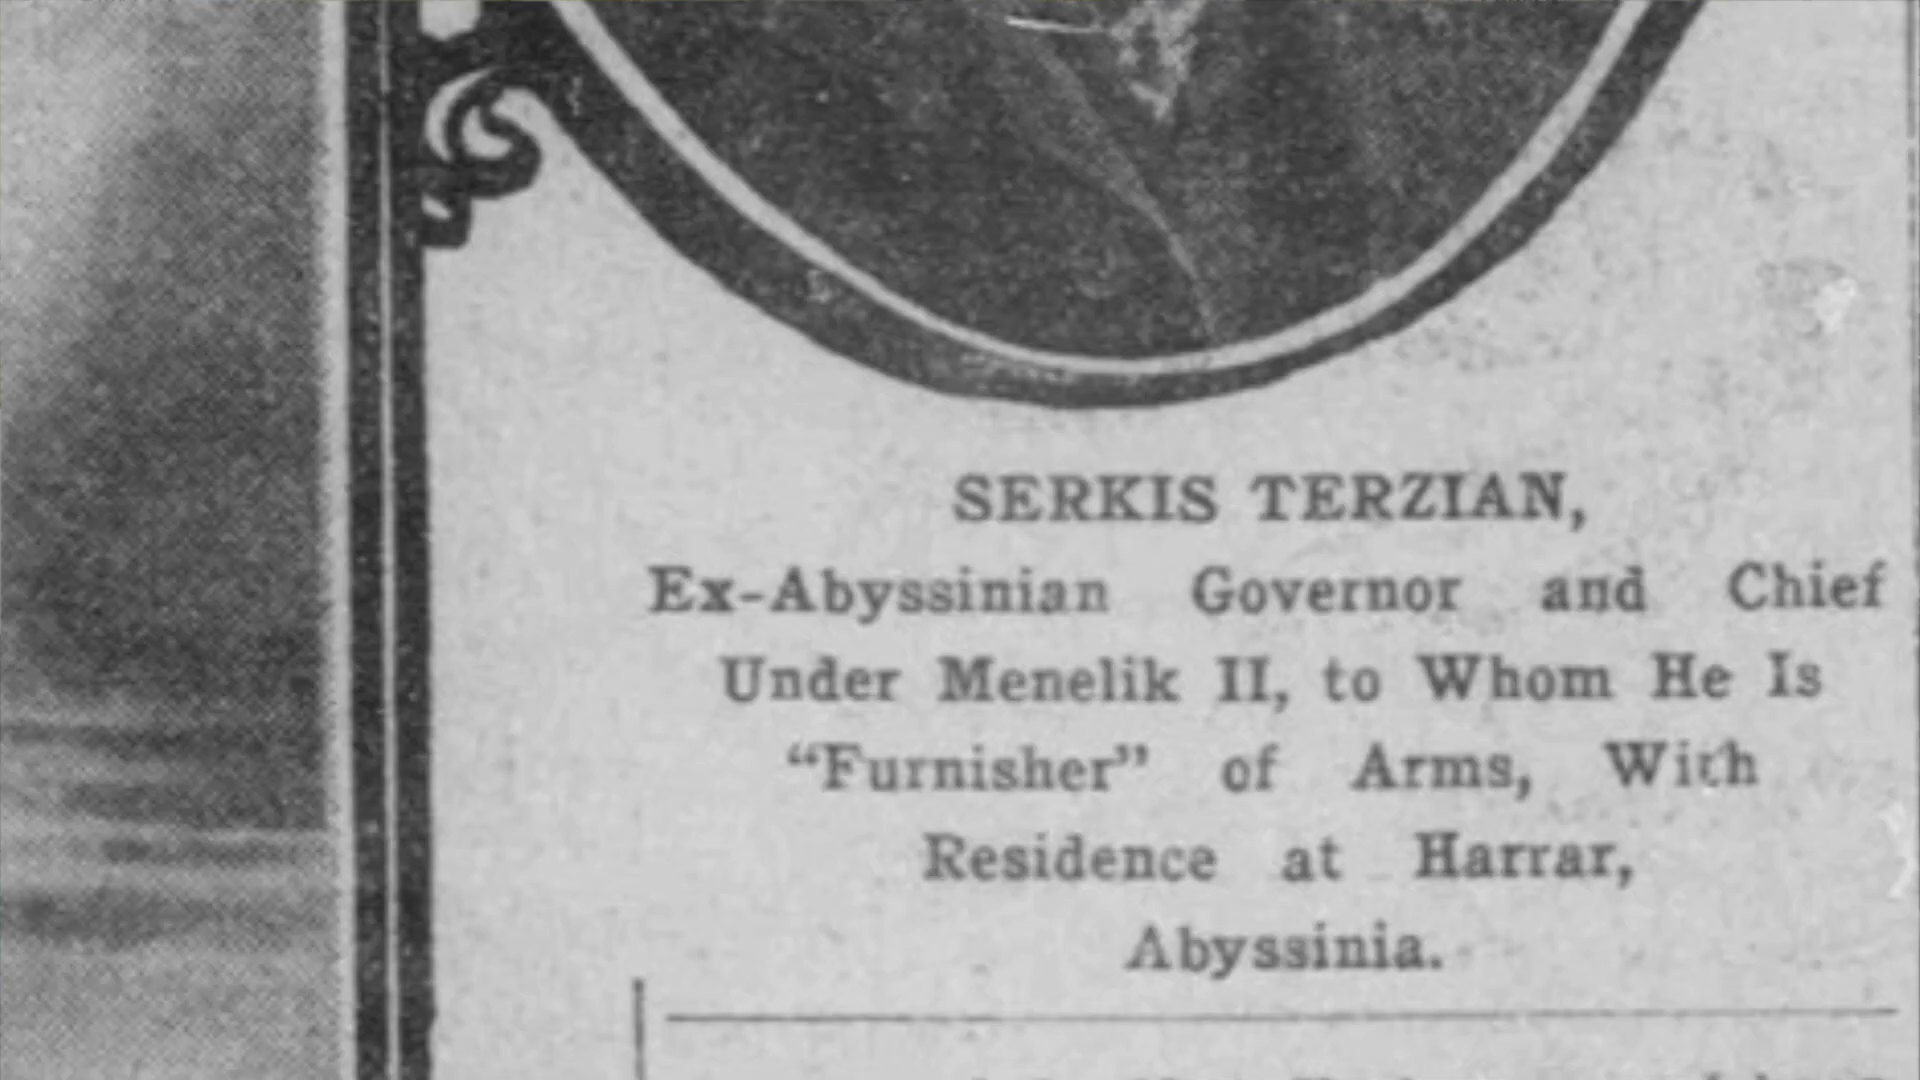 SERKIS TERZIAN,
Ex-Abyssinian Governor and Chief
Under Menelik II, to Whom He Is
“Furnisher” of Arms, With
Residence at Harrar,
Abyssinia.